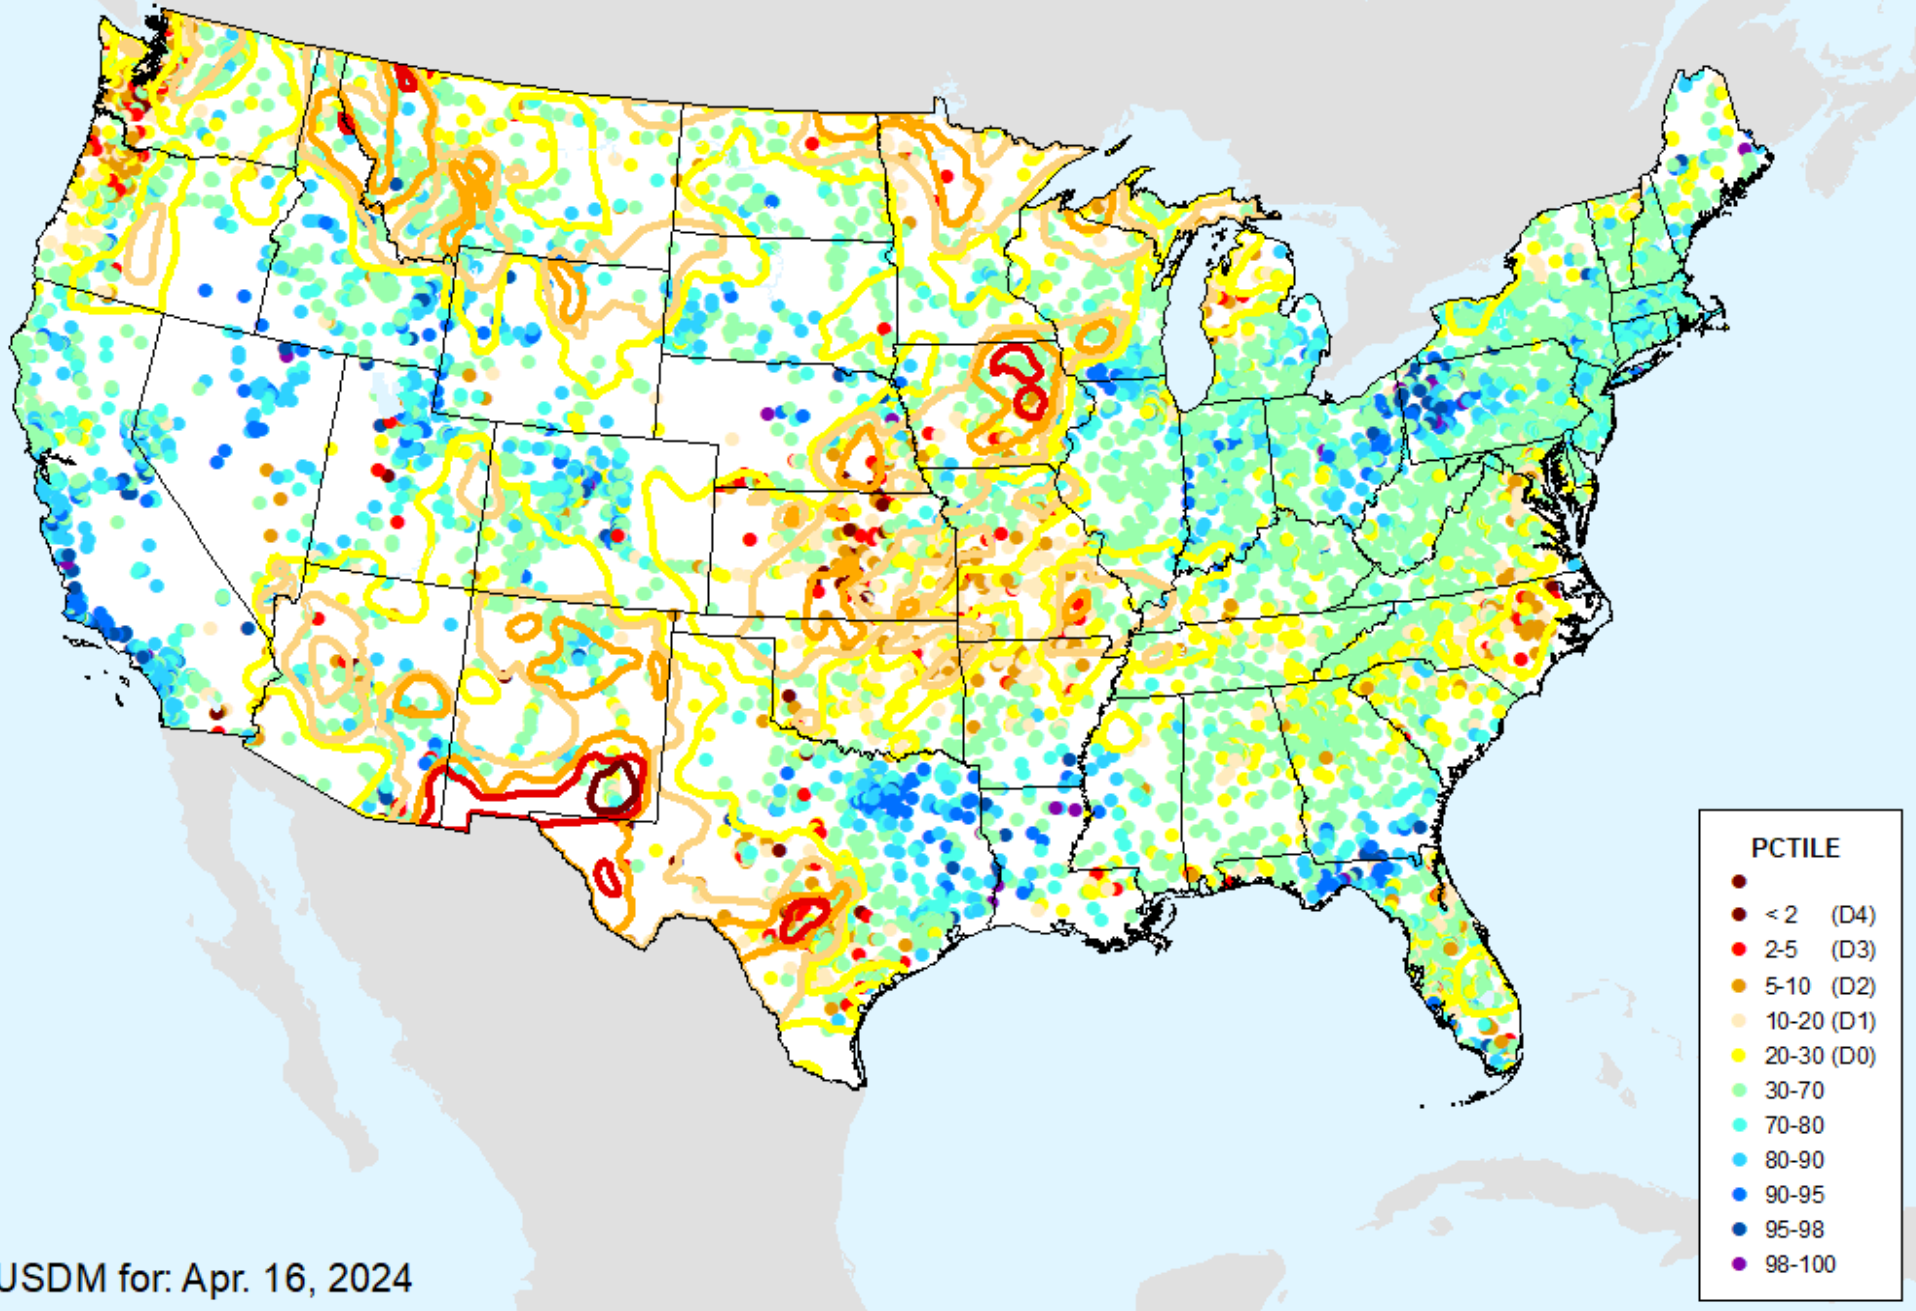 PCTILE
< 2 (D4)
2-5 (D3)
5-10 (D2)
10-20 (D1)
20-30 (D0)
30-70
70-80
80-90
90-95
95-98
98-100
USDM for: Apr. 16, 2024